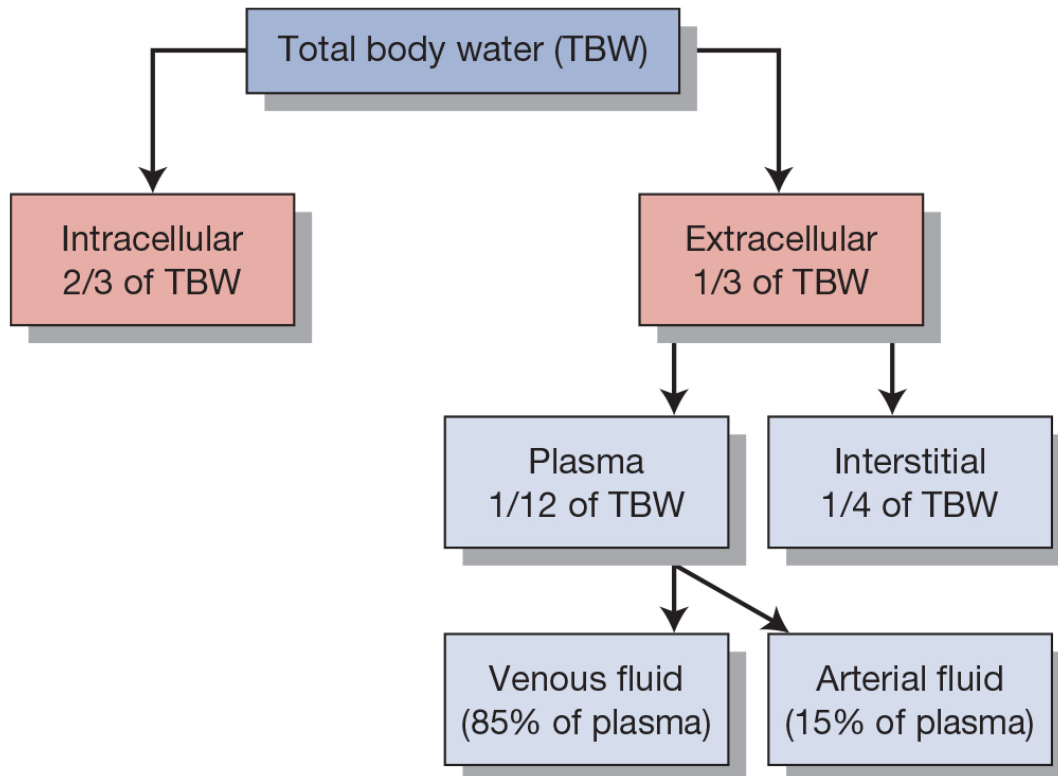 Total body water (TBW)
Intracellular
2/3 of TBW
Extracellular
1/3 of TBW
Plasma
1/12 of TBW
Interstitial
1/4 of TBW
Venous fluid
(85% of plasma)
Arterial fluid
(15% of plasma)